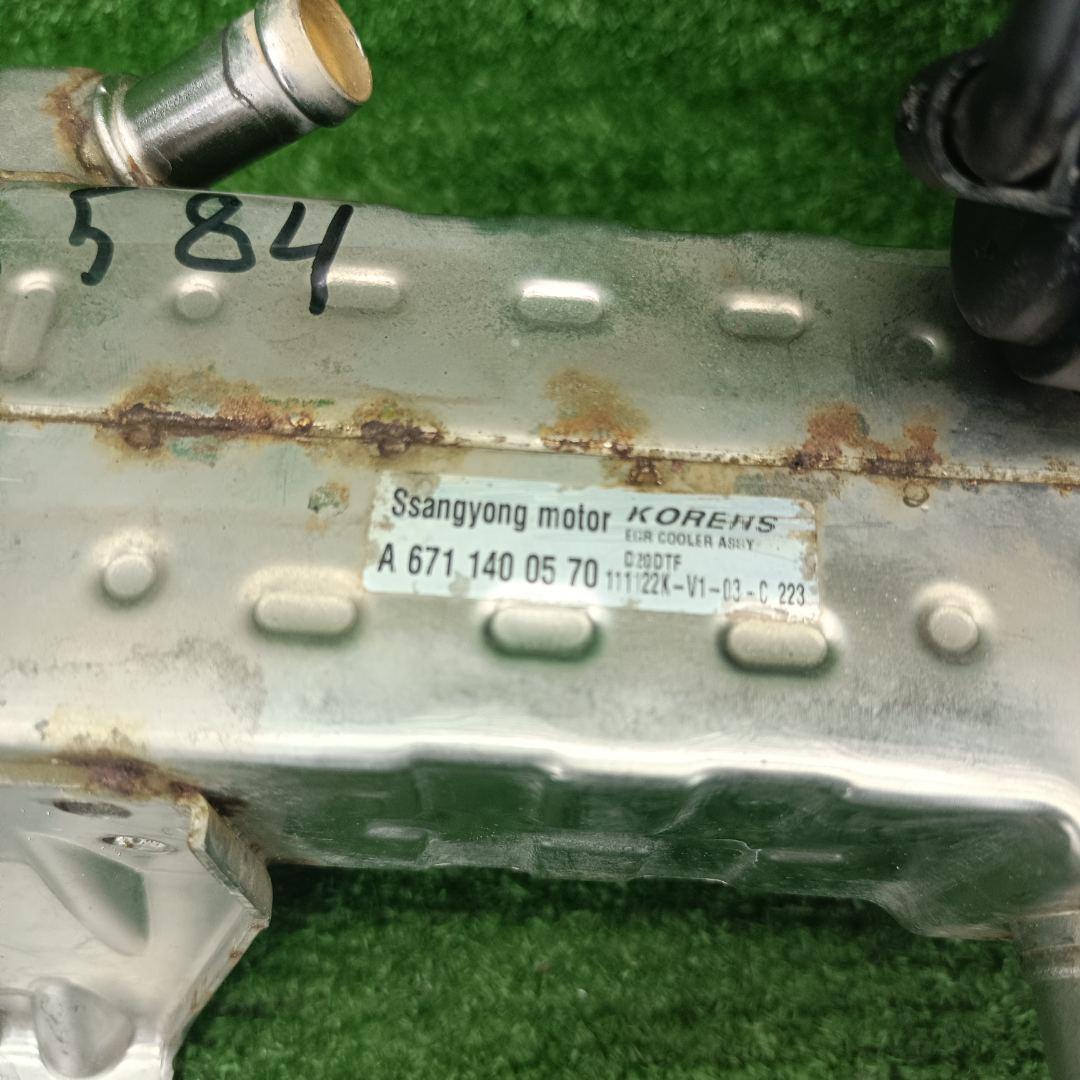 584
Ssangyong motor KORENS
EGR COOLER ASSY
A 671 140 05 70 D20DTF
111122K-V1-03-C 223